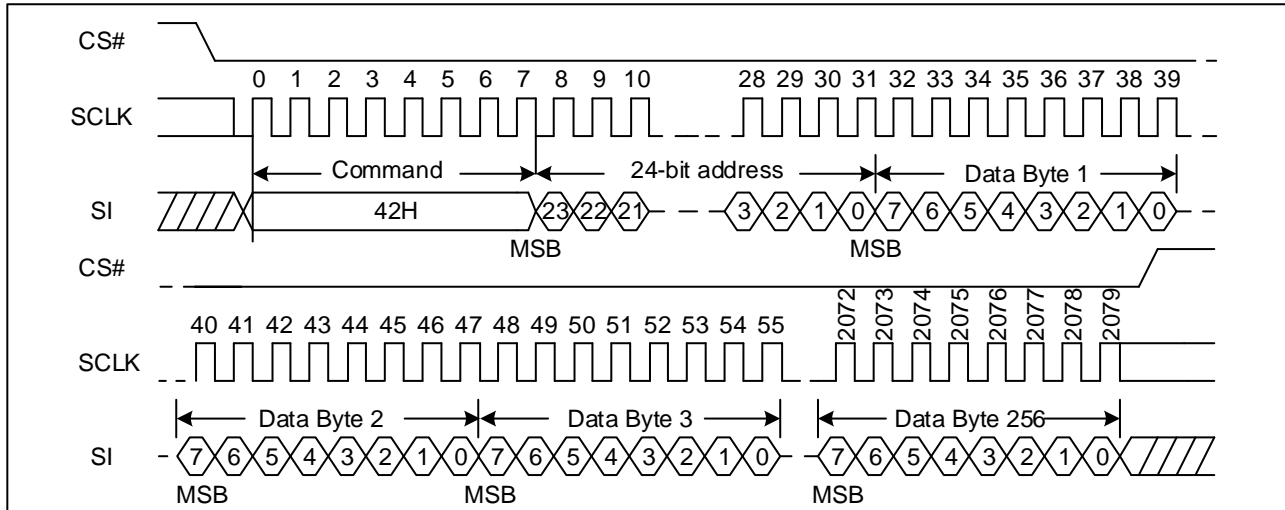 CS#
0 1 2 3 4 5 6 7 8 9 10 28 29 30 31 32 33 34 35 36 37 38 39
SCLK
Command 24-bit address Data Byte 1
SI 42H 23 22 21 3 2 1 0 7 6 5 4 3 2 1 0
MSB MSB
CS#
40 41 42 43 44 45 46 47 48 49 50 51 52 53 54 55 2072 2073 2074 2075 2076 2077 2078 2079
SCLK
Data Byte 2 Data Byte 3 Data Byte 256
SI 7 6 5 4 3 2 1 0 7 6 5 4 3 2 1 0 7 6 5 4 3 2 1 0
MSB MSB MSB